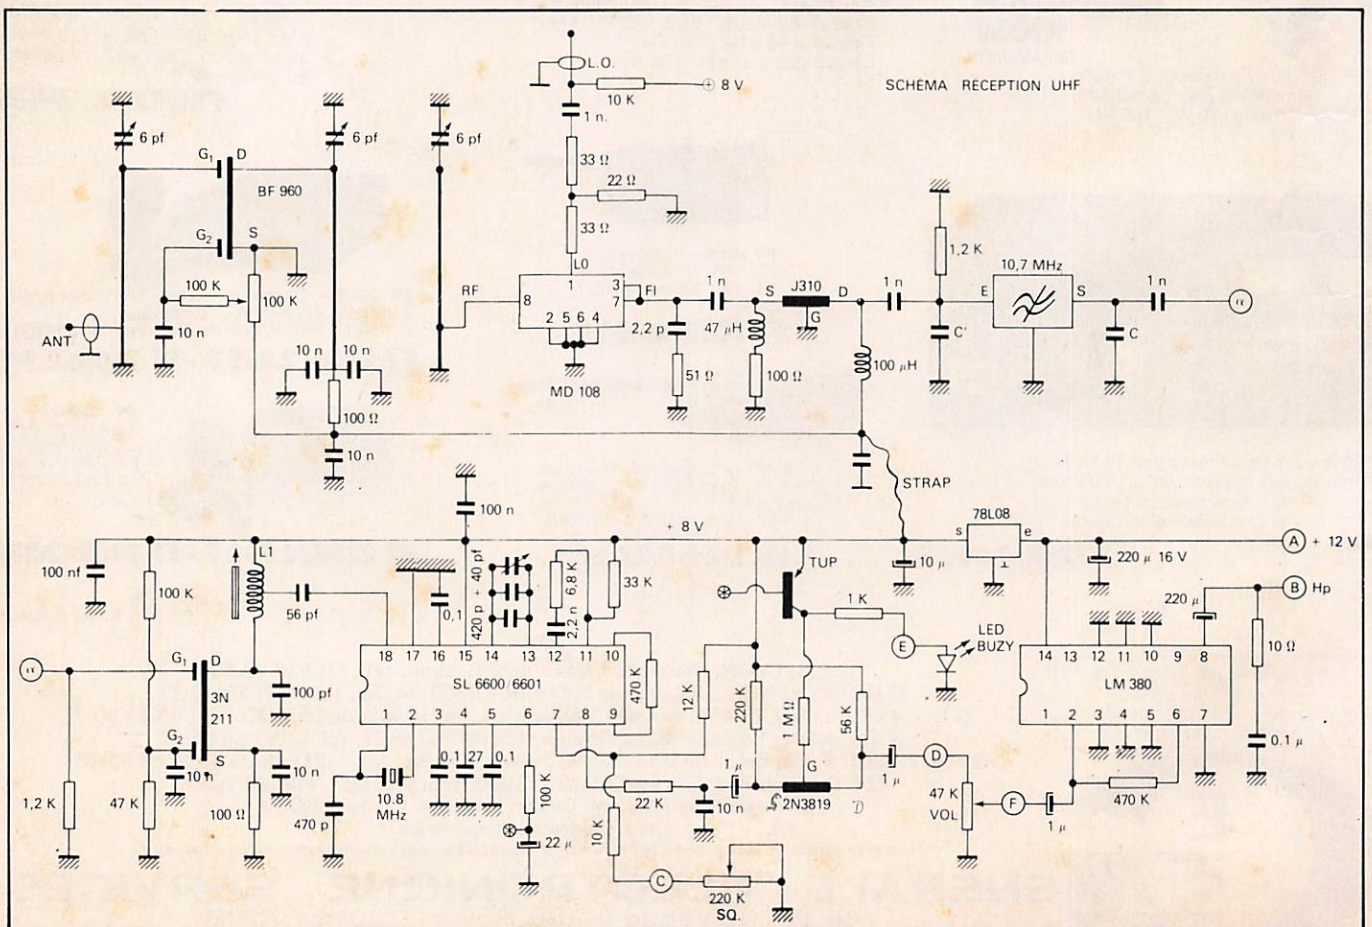 SCHEMA RECEPTION UHF
L.O.
10 K
⊕ 8 V
1 n.
6 pf
6 pf
6 pf
G1 D
BF 960
G2 S
33 Ω
22 Ω
33 Ω
LO
100 K
100 K
10 n
ANT.
10 n 10 n
100 Ω
10 n
RF
8 1 3 7
2 5 6 4
MD 108
FI
1 n
S J310 D
G
2,2 p
47 µH
51 Ω
100 Ω
100 µH
1 n
1,2 K
C'
10,7 MHz
E S
1 n
C
α
STRAP
78L08
s e
+ 8 V
A + 12 V
100 n
100 nf
100 K
L1
56 pf
0,1
420 p + 40 pf
2,2 n 6,8 K
33 K
TUP
10 µ
220 µ 16 V
220 µ
B Hp
1 K
E
LED
BUZY
10 Ω
0.1 µ
α
G1 D
3N
211
G2 S
100 pf
10 n
10 n
1,2 K
47 K
100 Ω
18 17 16 15 14 13 12 11 10
SL 6600/6601
1 2 3 4 5 6 7 8 9
470 K
12 K
220 K
1 MΩ
56 K
470 p
10.8
MHz
0.1 27 0.1
100 K
22 µ
22 K
10 n
1 µ
G
S 2N3819 D
1 µ
D
10 K
C
220 K
SQ.
47 K
VOL
F
1 µ
470 K
14 13 12 11 10 9 8
LM 380
1 2 3 4 5 6 7